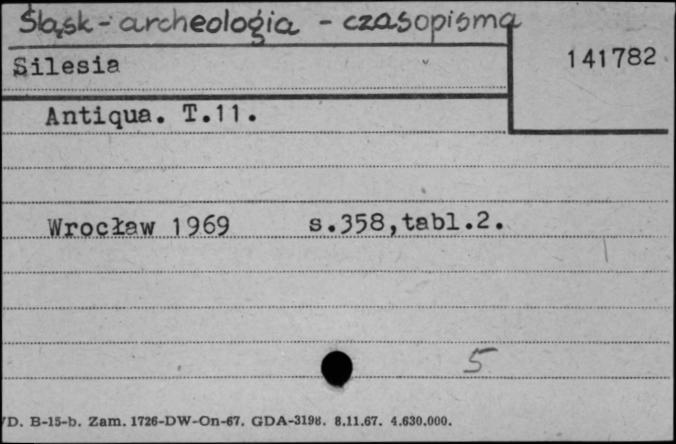 Śląsk - archeologia - czasopisma
Silesia
141782
Antiqua. T.11.
Wrocław 1969 s.358,tabl.2.
5
D. B-15-b. Zam. 1726-DW-On-67. GDA-3198. 8.11.67. 4.630.000.